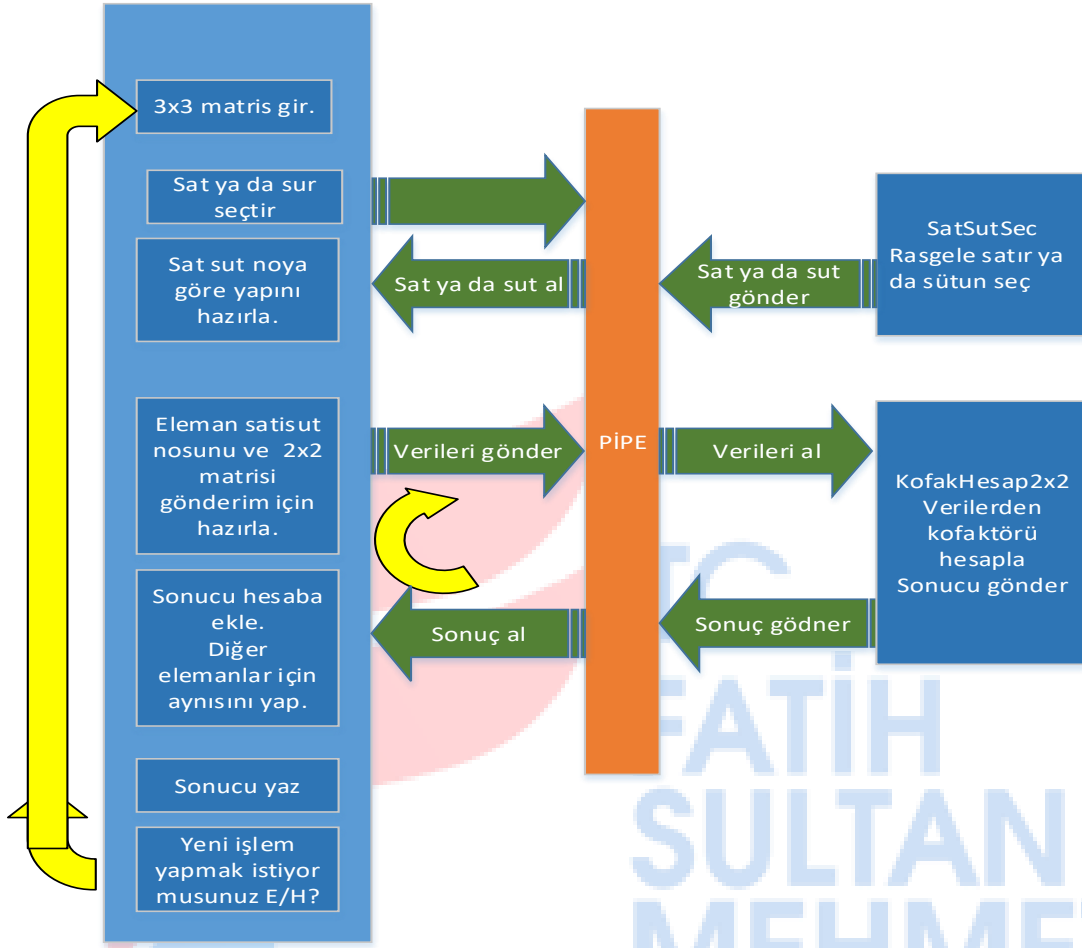 3x3 matris gir.
Sat ya da sur
seçtir
Sat sut noya
göre yapını
hazırla.
Sat ya da sut al
Sat ya da sut
gönder
SatSutSec
Rasgele satır ya
da sütun seç
Eleman satisut
nosunu ve 2x2
matrisi
gönderim için
hazırla.
Verileri gönder
PİPE
Verileri al
KofakHesap2x2
Verilerden
kofaktörü
hesapla
Sonucu gönder
Sonucu hesaba
ekle.
Diğer
elemanlar için
aynısını yap.
Sonuç al
Sonuç gödner
Sonucu yaz
Yeni işlem
yapmak istiyor
musunuz E/H?
TC
FATİH
SULTAN
MEHMET